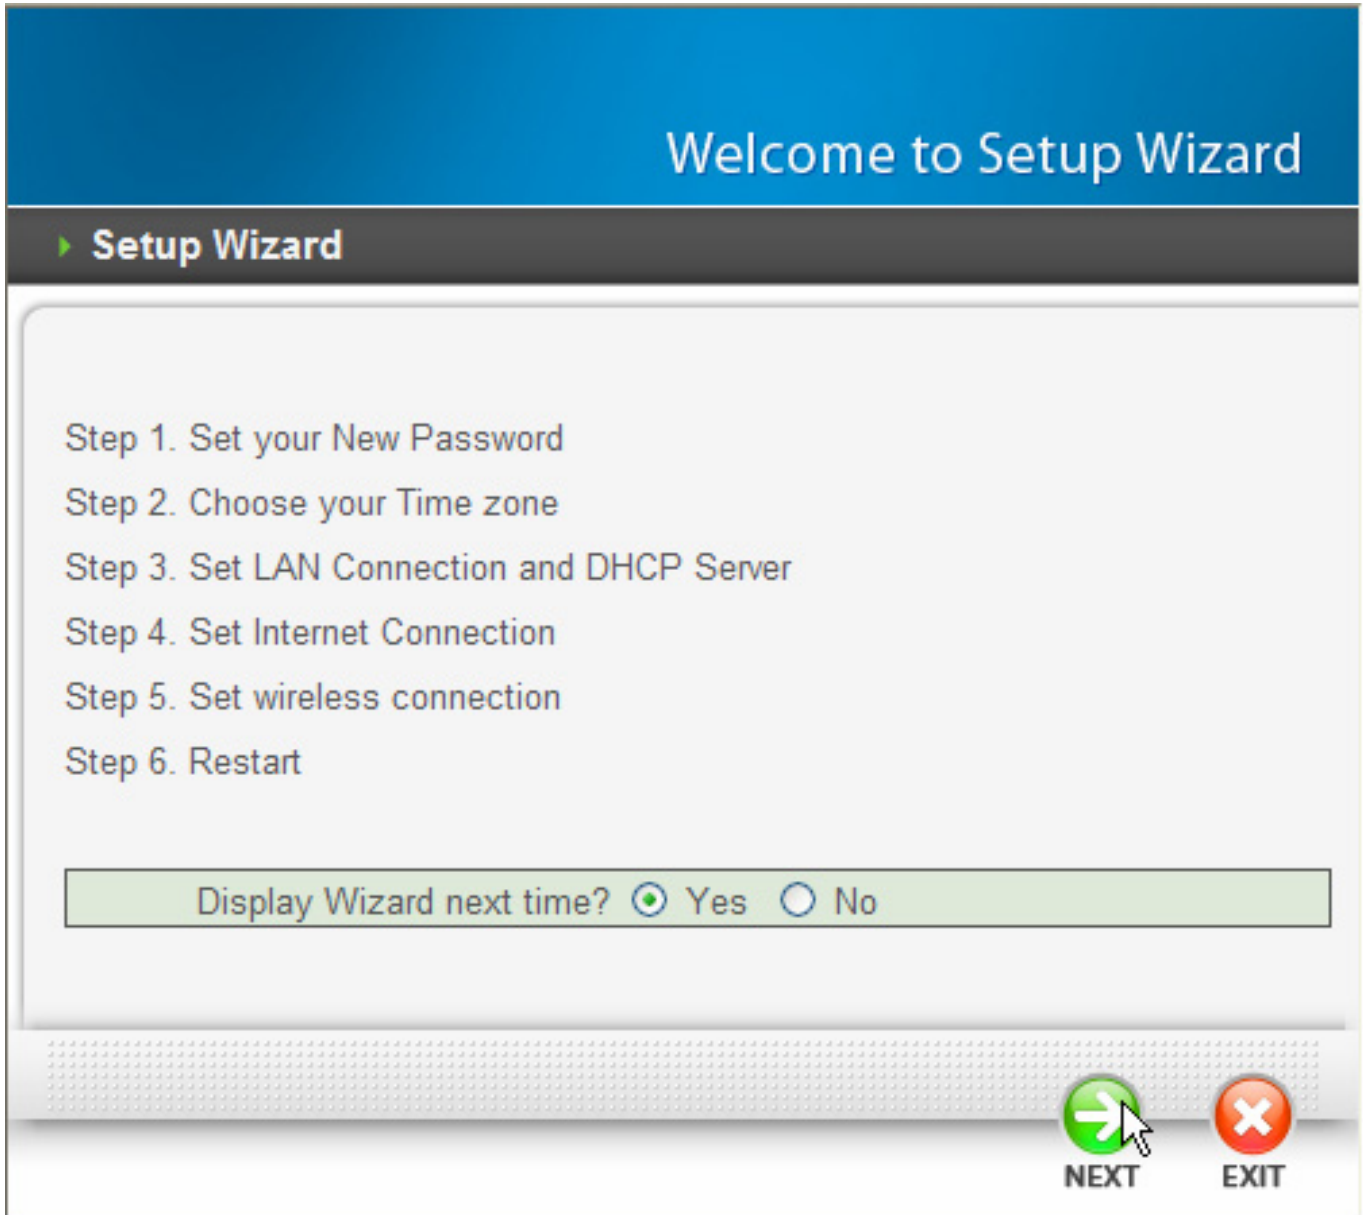 Welcome to Setup Wizard
Setup Wizard
Step 1. Set your New Password
Step 2. Choose your Time zone
Step 3. Set LAN Connection and DHCP Server
Step 4. Set Internet Connection
Step 5. Set wireless connection
Step 6. Restart
Display Wizard next time? Yes No
NEXT EXIT